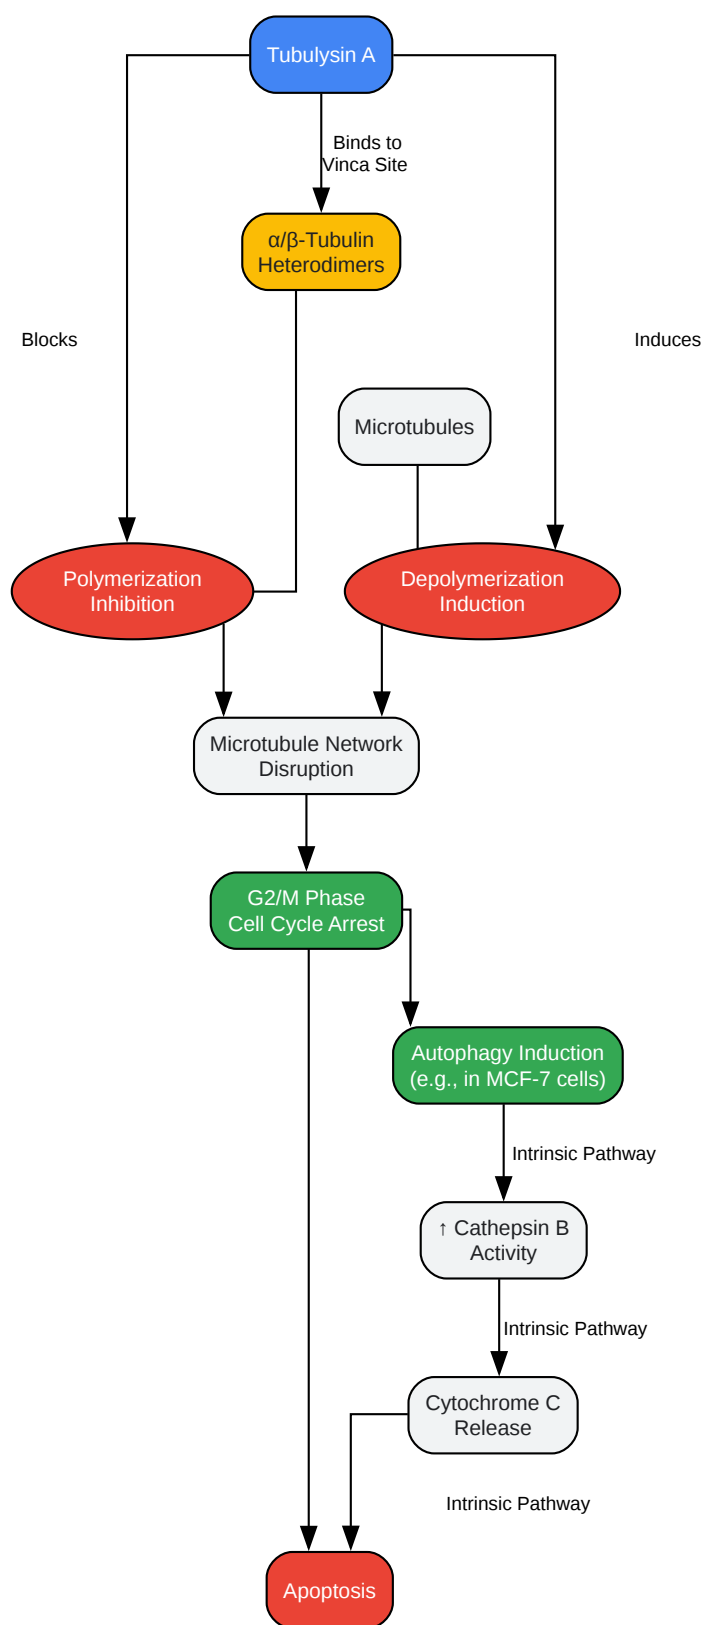 Tubulysin A
Binds to
Vinca Site
α/β-Tubulin
Heterodimers
Blocks
Induces
Microtubules
Polymerization
Inhibition
Depolymerization
Induction
Microtubule Network
Disruption
G2/M Phase
Cell Cycle Arrest
Autophagy Induction
(e.g., in MCF-7 cells)
Intrinsic Pathway
↑ Cathepsin B
Activity
Intrinsic Pathway
Cytochrome C
Release
Intrinsic Pathway
Apoptosis